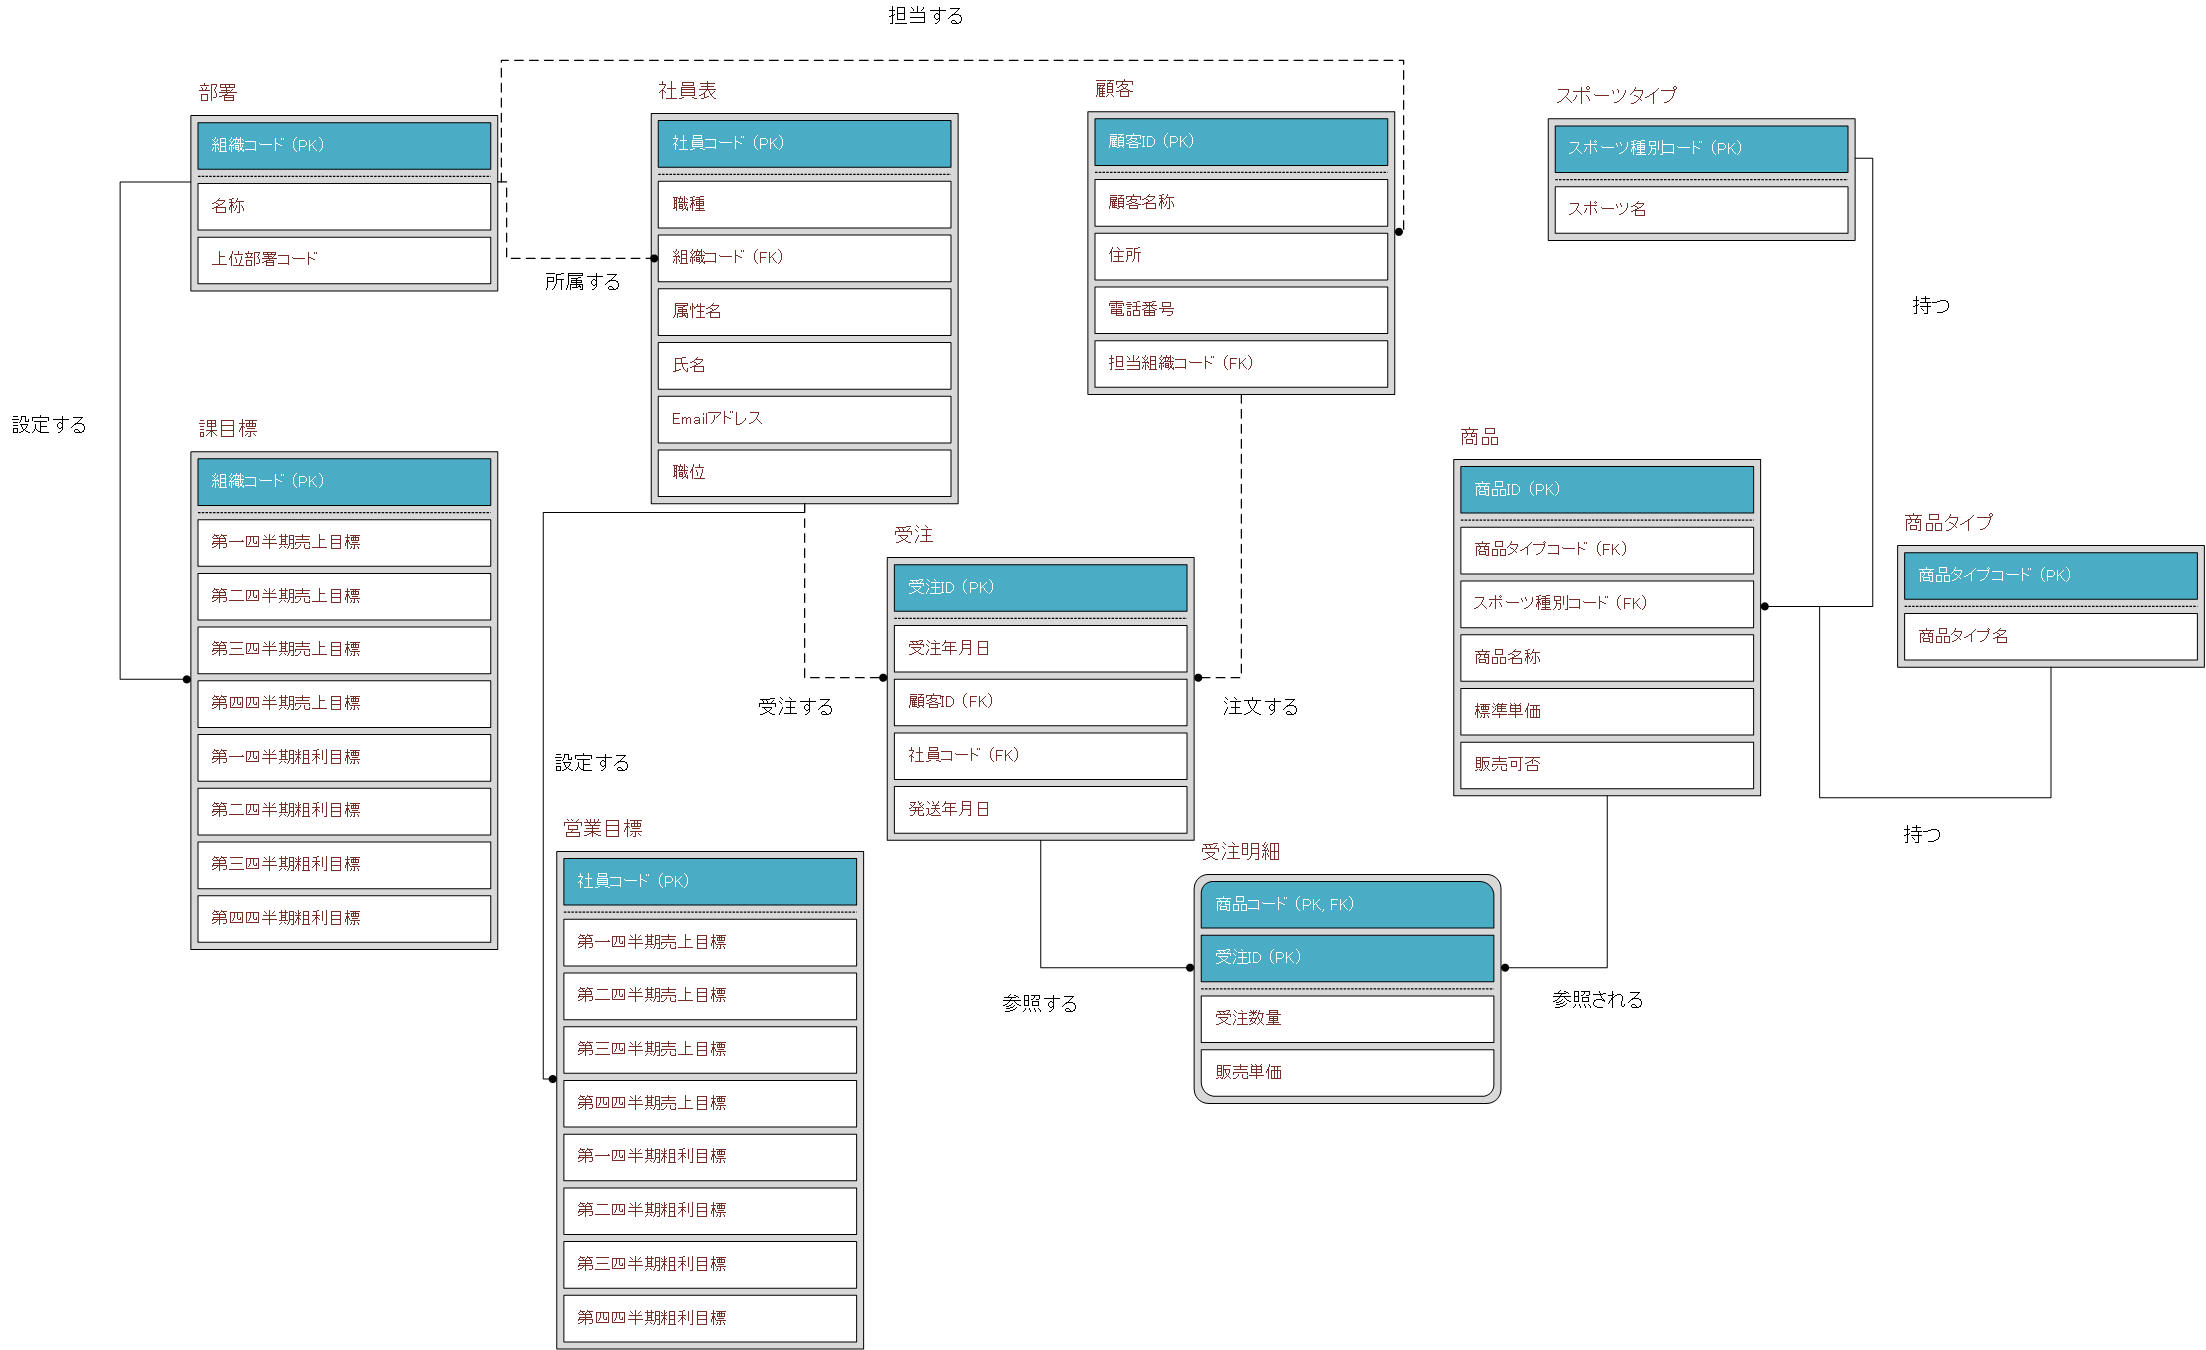 担当する
部署
組織コード (PK)
名称
上位部署コード
社員表
社員コード (PK)
職種
組織コード (FK)
属性名
氏名
Emailアドレス
職位
顧客
顧客ID (PK)
顧客名称
住所
電話番号
担当組織コード (FK)
スポーツタイプ
スポーツ種別コード (PK)
スポーツ名
所属する
持つ
設定する
課目標
組織コード (PK)
第一四半期売上目標
第二四半期売上目標
第三四半期売上目標
第四四半期売上目標
第一四半期粗利目標
第二四半期粗利目標
第三四半期粗利目標
第四四半期粗利目標
商品
商品ID (PK)
商品タイプコード (FK)
スポーツ種別コード (FK)
商品名称
標準単価
販売可否
商品タイプ
商品タイプコード (PK)
商品タイプ名
受注
受注ID (PK)
受注年月日
顧客ID (FK)
社員コード (FK)
発送年月日
受注する
注文する
設定する
持つ
営業目標
社員コード (PK)
第一四半期売上目標
第二四半期売上目標
第三四半期売上目標
第四四半期売上目標
第一四半期粗利目標
第二四半期粗利目標
第三四半期粗利目標
第四四半期粗利目標
受注明細
商品コード (PK, FK)
受注ID (PK)
受注数量
販売単価
参照する
参照される